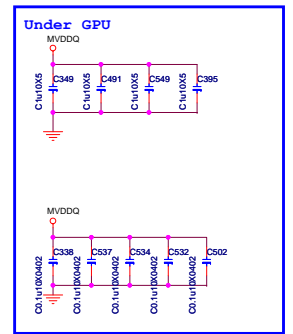 Under GPU
MVDDQ
C349 C491 C549 C395
C1u10X5 C1u10X5 C1u10X5 C1u10X5
MVDDQ
C338 C537 C534 C532 C502
C0.1u10X0402 C0.1u10X0402 C0.1u10X0402 C0.1u10X0402 C0.1u10X0402